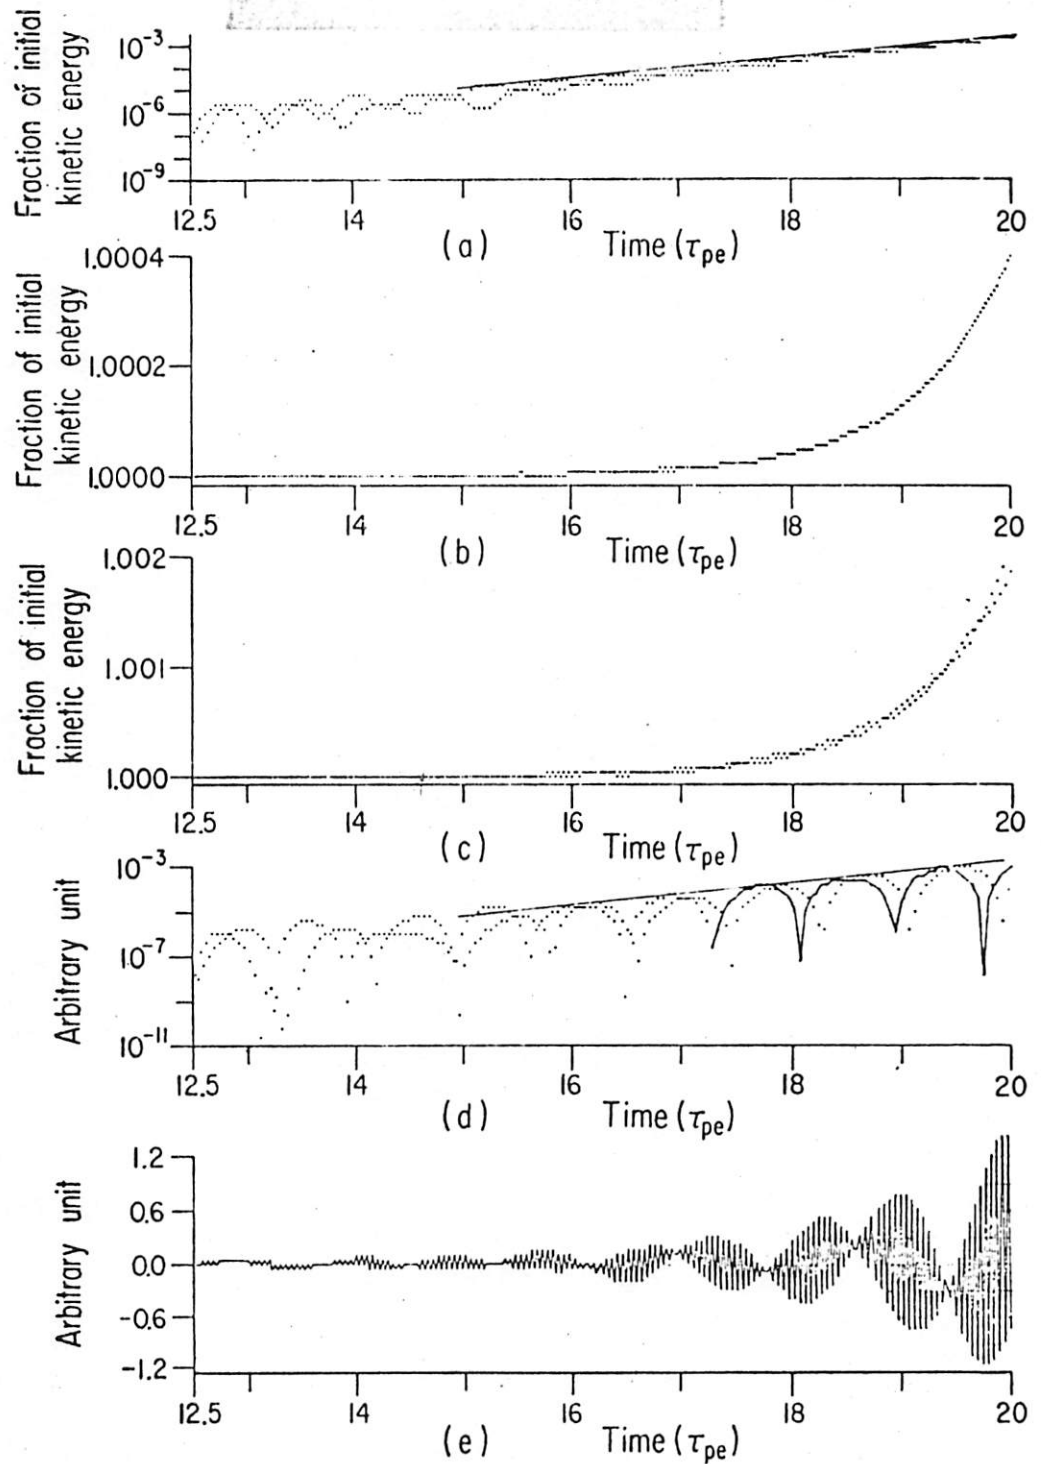 Fraction of initial
kinetic energy
10⁻³
10⁻⁶
10⁻⁹
12.5 14 16 18 20
(a) Time (τpe)
Fraction of initial
kinetic energy
1.0004
1.0002
1.0000
12.5 14 16 18 20
(b) Time (τpe)
Fraction of initial
kinetic energy
1.002
1.001
1.000
12.5 14 16 18 20
(c) Time (τpe)
Arbitrary unit
10⁻³
10⁻⁷
10⁻¹¹
12.5 14 16 18 20
(d) Time (τpe)
Arbitrary unit
1.2
0.6
0.0
-0.6
-1.2
12.5 14 16 18 20
(e) Time (τpe)